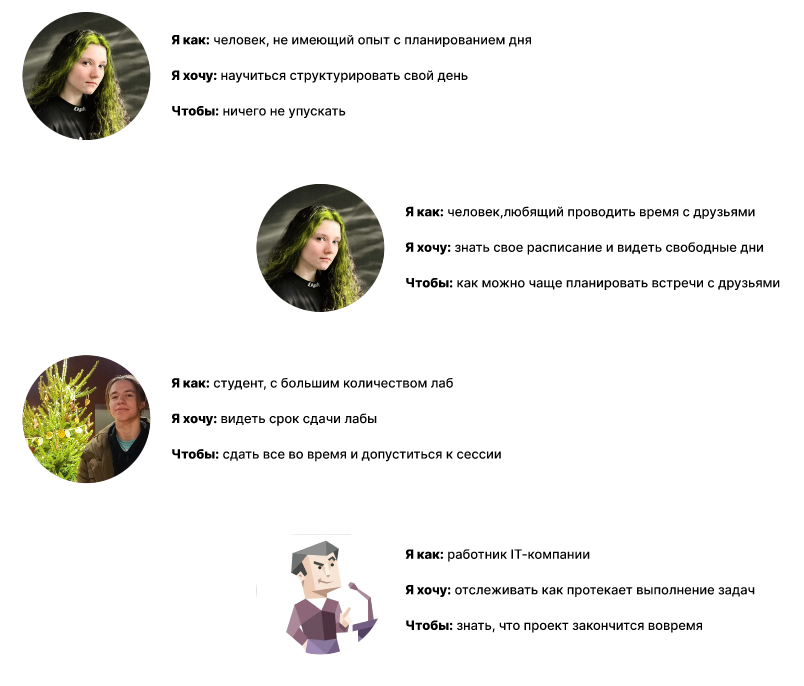 Я как: человек, не имеющий опыт с планированием дня
Я хочу: научиться структурировать свой день
Чтобы: ничего не упускать
Я как: человек,любящий проводить время с друзьями
Я хочу: знать свое расписание и видеть свободные дни
Чтобы: как можно чаще планировать встречи с друзьями
Я как: студент, с большим количеством лаб
Я хочу: видеть срок сдачи лабы
Чтобы: сдать все во время и допуститься к сессии
Я как: работник IT-компании
Я хочу: отслеживать как протекает выполнение задач
Чтобы: знать, что проект закончится вовремя